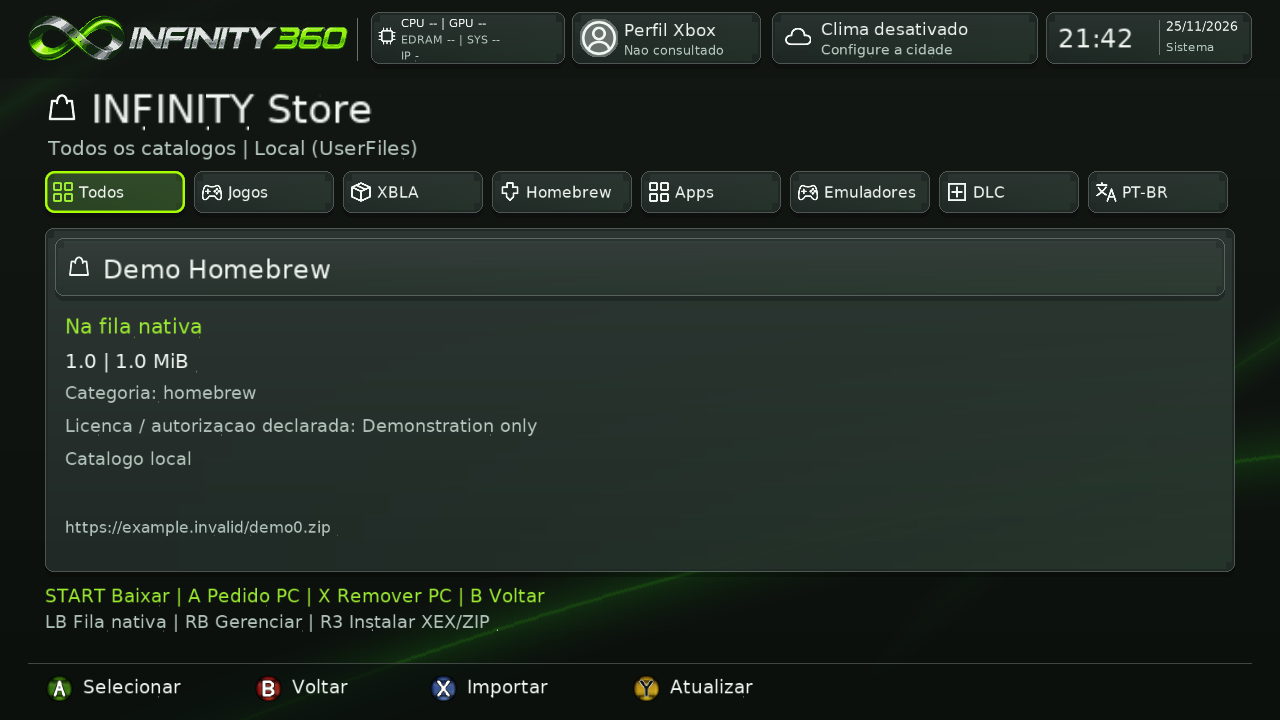 INFINITY 360
CPU -- | GPU --
EDRAM -- | SYS --
IP -
Perfil Xbox
Nao consultado
Clima desativado
Configure a cidade
21:42
25/11/2026
Sistema
INFINITY Store
Todos os catalogos | Local (UserFiles)
Todos
Jogos
XBLA
Homebrew
Apps
Emuladores
DLC
PT-BR
Demo Homebrew
Na fila nativa
1.0 | 1.0 MiB
Categoria: homebrew
Licenca / autorizacao declarada: Demonstration only
Catalogo local
https://example.invalid/demo0.zip
START Baixar | A Pedido PC | X Remover PC | B Voltar
LB Fila nativa | RB Gerenciar | R3 Instalar XEX/ZIP
A Selecionar
B Voltar
X Importar
Y Atualizar